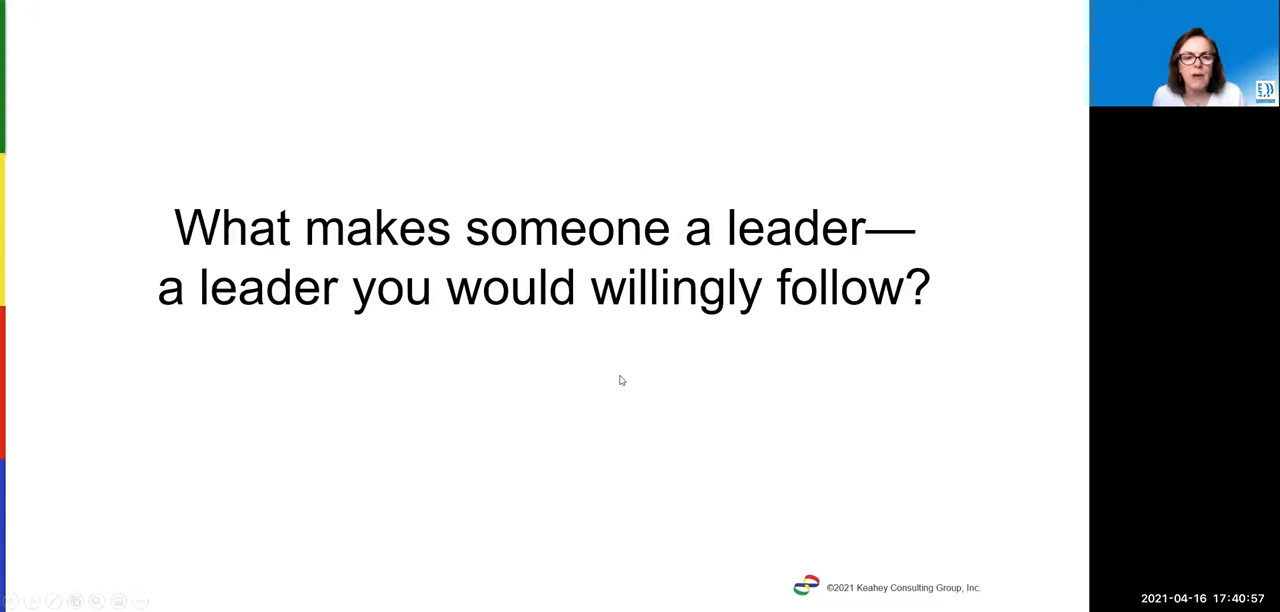 What makes someone a leader—
a leader you would willingly follow?
©2021 Keahey Consulting Group, Inc.
2021-04-16 17:40:57